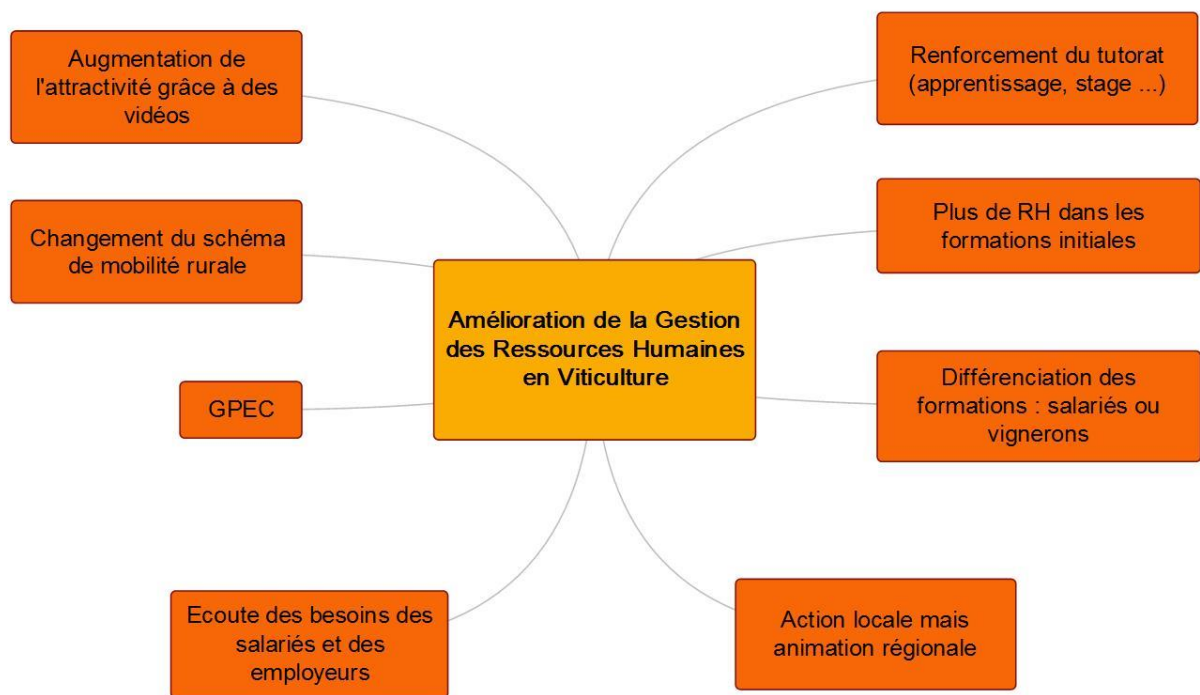 Augmentation de
l'attractivité grâce à des
vidéos
Renforcement du tutorat
(apprentissage, stage ...)
Changement du schéma
de mobilité rurale
Plus de RH dans les
formations initiales
Amélioration de la Gestion
des Ressources Humaines
en Viticulture
GPEC
Différenciation des
formations : salariés ou
vignerons
Ecoute des besoins des
salariés et des
employeurs
Action locale mais
animation régionale